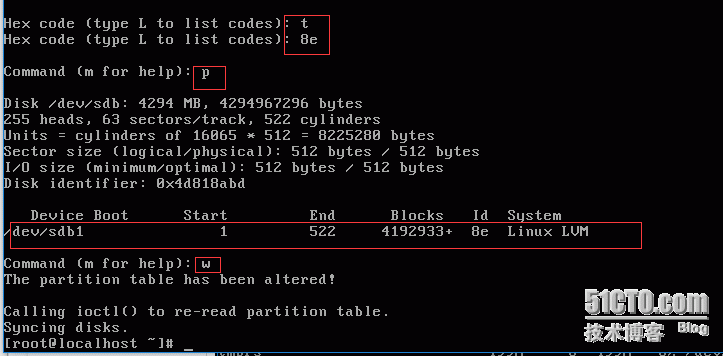 Hex code (type L to list codes): t
Hex code (type L to list codes): 8e
Command (m for help): p
Disk /dev/sdb: 4294 MB, 4294967296 bytes
255 heads, 63 sectors/track, 522 cylinders
Units = cylinders of 16065 * 512 = 8225280 bytes
Sector size (logical/physical): 512 bytes / 512 bytes
I/O size (minimum/optimal): 512 bytes / 512 bytes
Disk identifier: 0x4d818abd
Device Boot Start End Blocks Id System
/dev/sdb1 1 522 4192933+ 8e Linux LVM
Command (m for help): w
The partition table has been altered!
Calling ioctl() to re-read partition table.
Syncing disks.
[root@localhost ~]# _
51CTO.com
技术博客 Blog